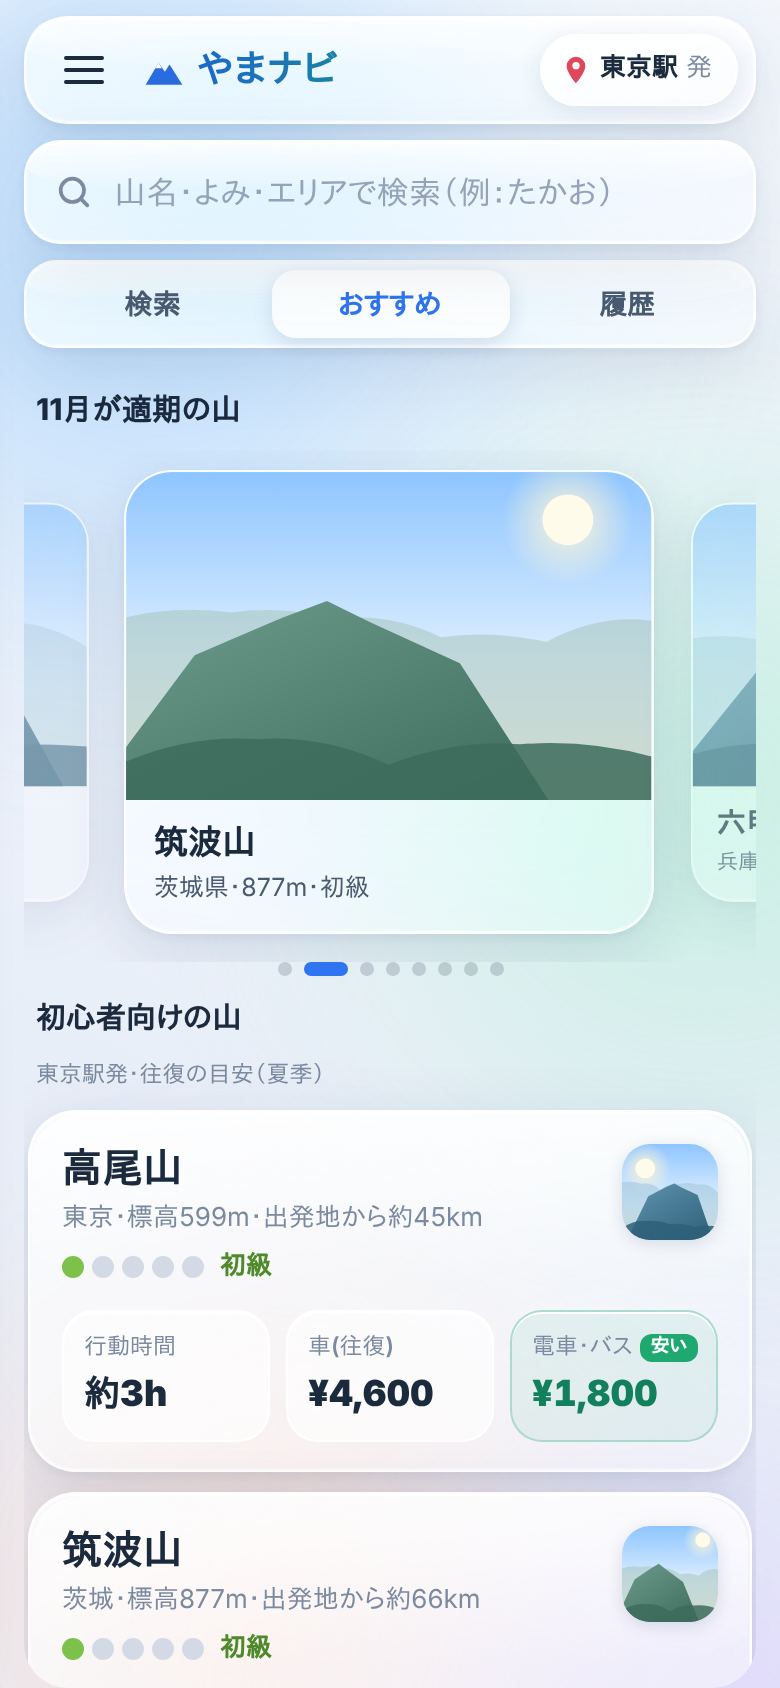 やまナビ
東京駅 発
山名・よみ・エリアで検索（例：たかお）
検索 おすすめ 履歴
11月が適期の山
筑波山
茨城県・877m・初級
兵庫
初心者向けの山
東京駅発・往復の目安（夏季）
高尾山
東京・標高599m・出発地から約45km
初級
行動時間 車(往復) 電車・バス 安い
約3h ¥4,600 ¥1,800
筑波山
茨城・標高877m・出発地から約66km
初級